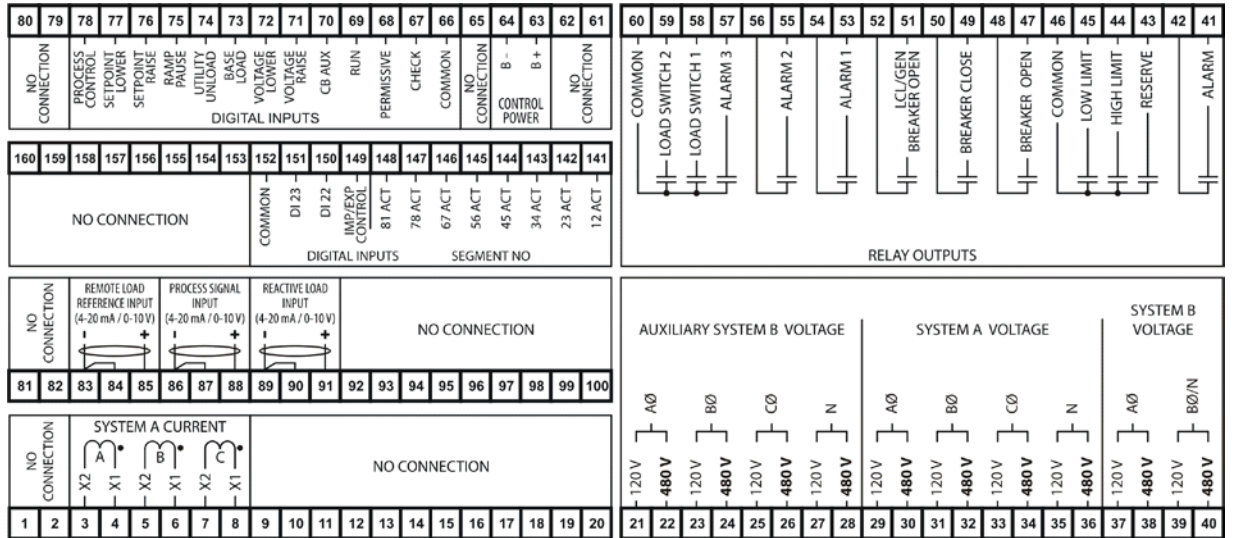 80 79 78 77 76 75 74 73 72 71 70 69 68 67 66 65 64 63 62 61
NO CONNECTION
PROCESS CONTROL
SETPOINT LOWER
SETPOINT RAISE
RAMP PAUSE
UTILITY UNLOAD
BASE LOAD
VOLTAGE LOWER
VOLTAGE RAISE
CB AUX
RUN
PERMISSIVE
CHECK
COMMON
NO CONNECTION
B -
B +
NO CONNECTION
CONTROL POWER
DIGITAL INPUTS
160 159 158 157 156 155 154 153 152 151 150 149 148 147 146 145 144 143 142 141
NO CONNECTION
COMMON
DI 23
DI 22
IMP/EXP CONTROL
81 ACT
78 ACT
67 ACT
56 ACT
45 ACT
34 ACT
23 ACT
12 ACT
DIGITAL INPUTS SEGMENT NO
NO CONNECTION
REMOTE LOAD REFERENCE INPUT (4-20 mA / 0-10 V)
- +
PROCESS SIGNAL INPUT (4-20 mA / 0-10 V)
- +
REACTIVE LOAD INPUT (4-20 mA / 0-10 V)
- +
NO CONNECTION
81 82 83 84 85 86 87 88 89 90 91 92 93 94 95 96 97 98 99 100
NO CONNECTION
SYSTEM A CURRENT
A B C
X2 X1 X2 X1 X2 X1
NO CONNECTION
1 2 3 4 5 6 7 8 9 10 11 12 13 14 15 16 17 18 19 20
60 59 58 57 56 55 54 53 52 51 50 49 48 47 46 45 44 43 42 41
COMMON
LOAD SWITCH 2
LOAD SWITCH 1
ALARM 3
ALARM 2
ALARM 1
LCL/GEN BREAKER OPEN
BREAKER CLOSE
BREAKER OPEN
COMMON
LOW LIMIT
HIGH LIMIT
RESERVE
ALARM
RELAY OUTPUTS
AUXILIARY SYSTEM B VOLTAGE
SYSTEM A VOLTAGE
SYSTEM B VOLTAGE
AØ BØ CØ N AØ BØ CØ N AØ BØ/N
120 V 480 V 120 V 480 V 120 V 480 V 120 V 480 V 120 V 480 V 120 V 480 V 120 V 480 V 120 V 480 V 120 V 480 V 120 V 480 V
21 22 23 24 25 26 27 28 29 30 31 32 33 34 35 36 37 38 39 40